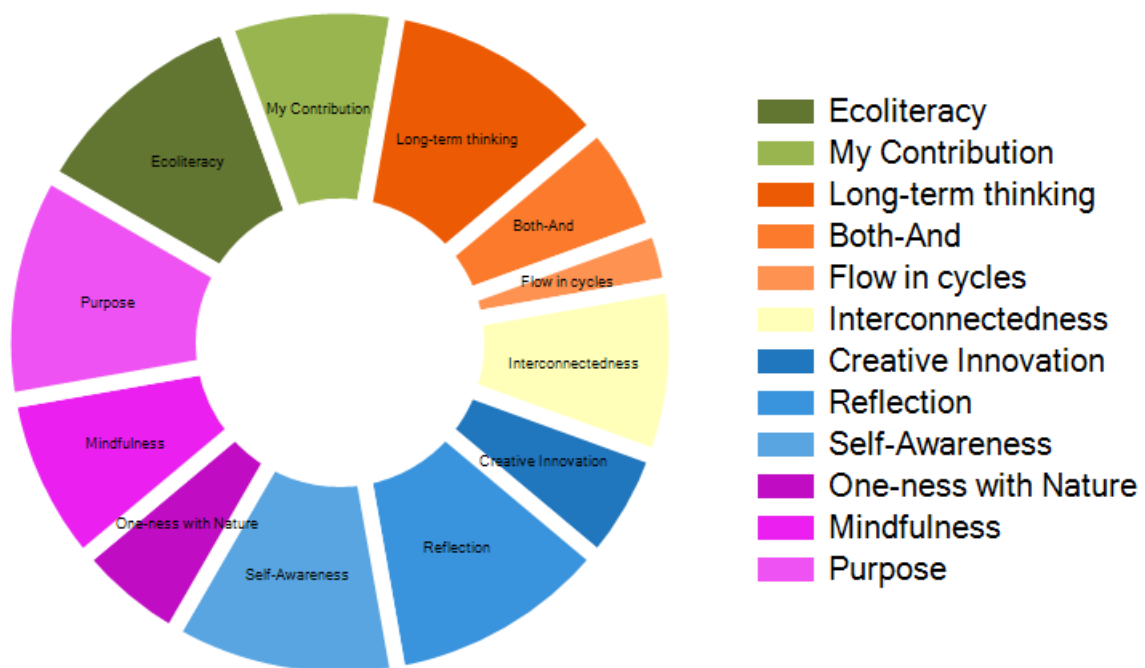 My Contribution
Long-term thinking
Ecoliteracy
Both-And
Flow in cycles
Purpose
Interconnectedness
Mindfulness
Creative Innovation
One-ness with Nature
Reflection
Self-Awareness
Ecoliteracy
My Contribution
Long-term thinking
Both-And
Flow in cycles
Interconnectedness
Creative Innovation
Reflection
Self-Awareness
One-ness with Nature
Mindfulness
Purpose